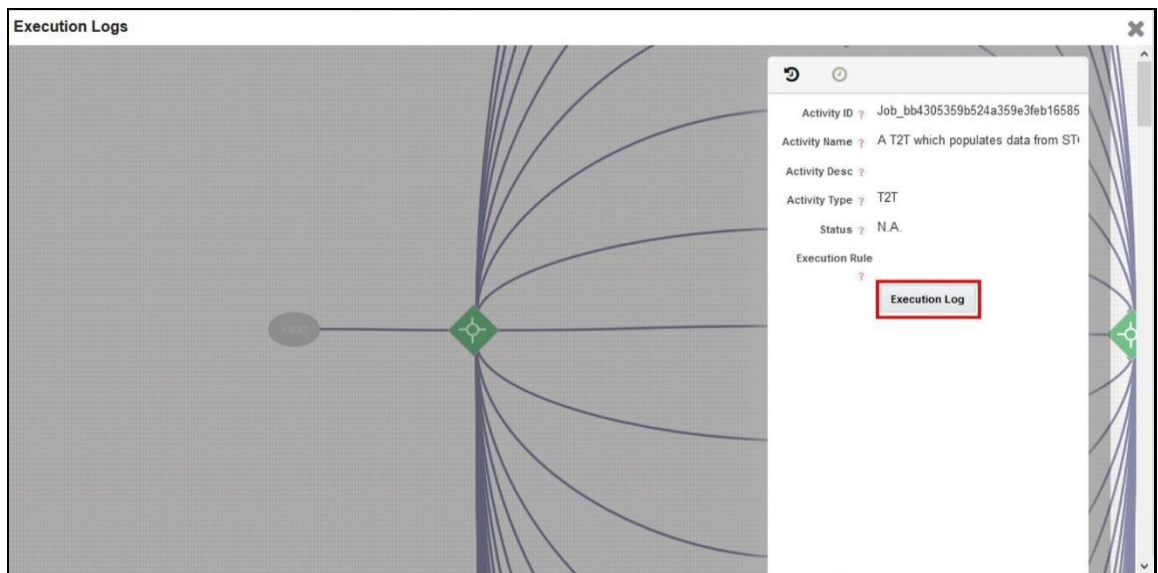 Execution Logs
Activity ID ? Job_bb4305359b524a359e3feb16585
Activity Name ? A T2T which populates data from ST
Activity Desc ?
Activity Type ? T2T
Status ? N.A.
Execution Rule
?
Execution Log